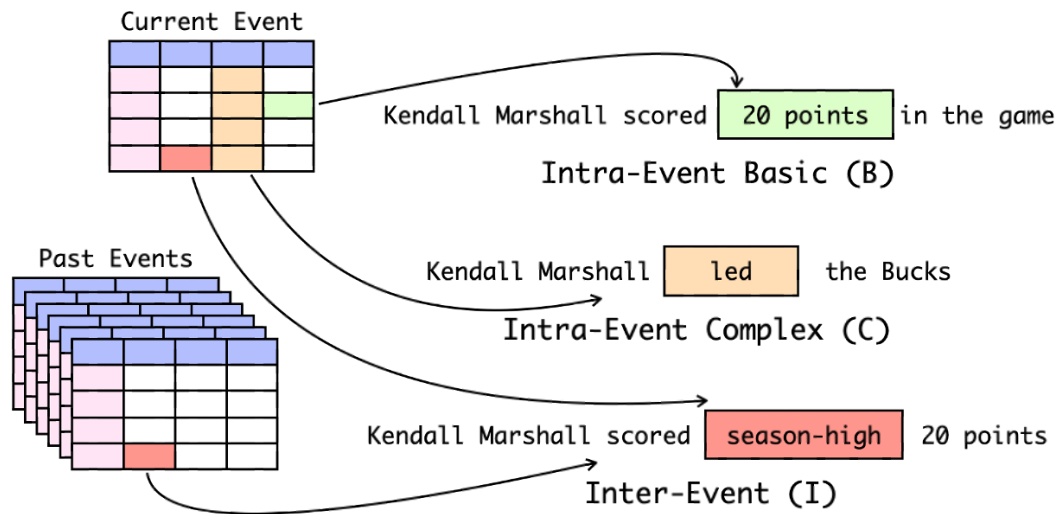 Current Event
Kendall Marshall scored 20 points in the game
Intra-Event Basic (B)
Past Events
Kendall Marshall led the Bucks
Intra-Event Complex (C)
Kendall Marshall scored season-high 20 points
Inter-Event (I)